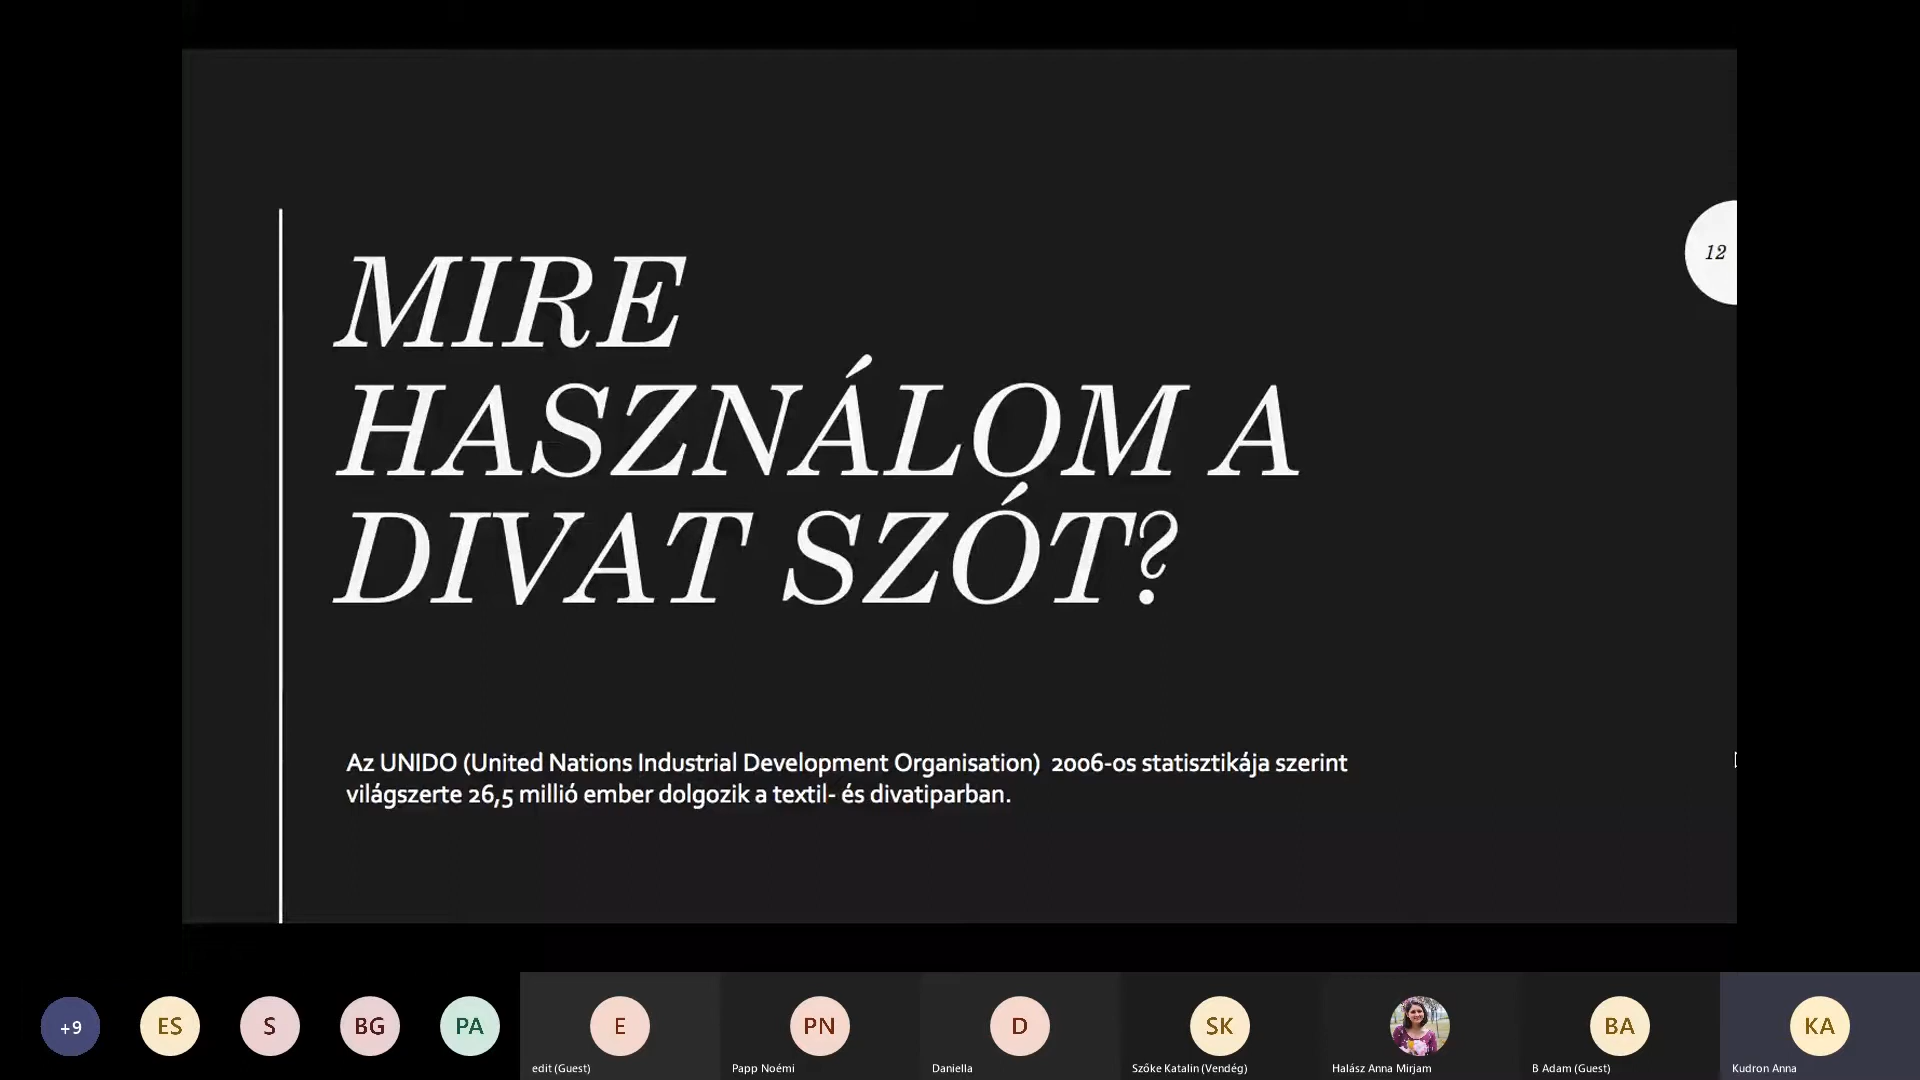 12
MIRE
HASZNÁLOM A
DIVAT SZÓT?
Az UNIDO (United Nations Industrial Development Organisation)  2006-os statisztikája szerint
világszerte 26,5 millió ember dolgozik a textil- és divatiparban.
+9
ES
S
BG
PA
E
PN
D
SK
BA
KA
edit (Guest)
Papp Noémi
Daniella
Szőke Katalin (Vendég)
Halász Anna Mirjam
B Adam (Guest)
Kudron Anna